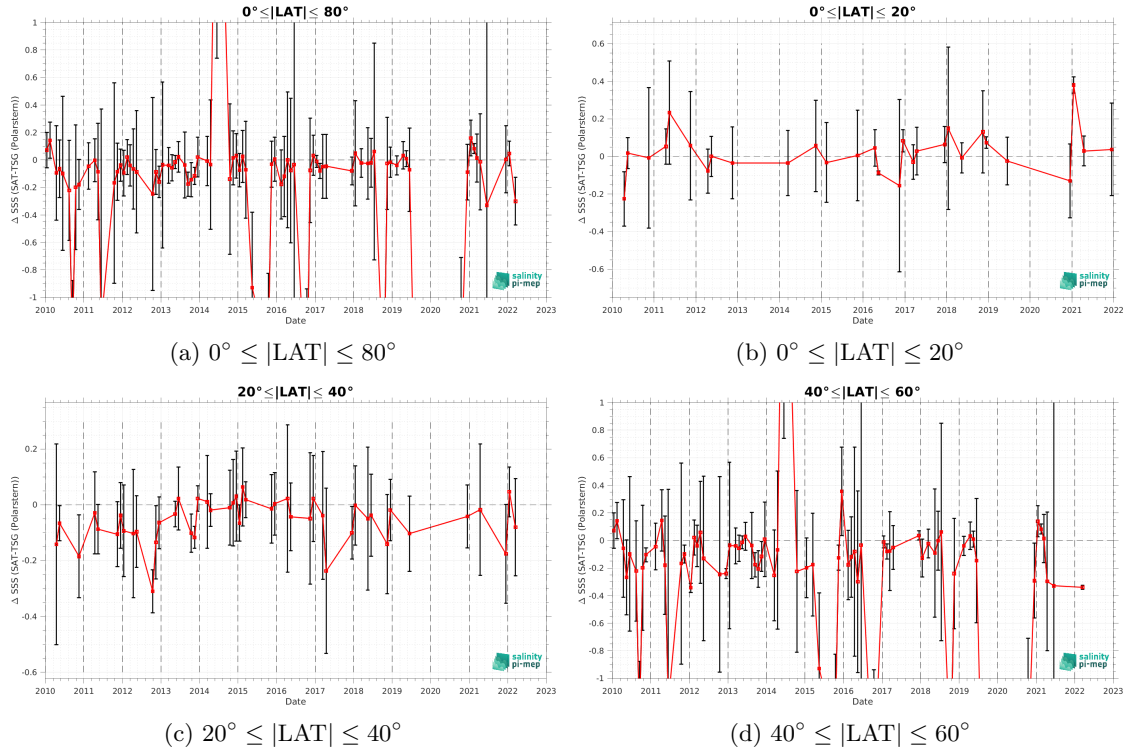 0°≤|LAT|≤ 80°
Δ SSS (SAT-TSG (Polarstern))
1
0.8
0.6
0.4
0.2
0
-0.2
-0.4
-0.6
-0.8
-1
2010 2011 2012 2013 2014 2015 2016 2017 2018 2019 2020 2021 2022 2023
Date
salinity
pi-mep
(a) 0° ≤ |LAT| ≤ 80°
0°≤|LAT|≤ 20°
Δ SSS (SAT-TSG (Polarstern))
0.6
0.4
0.2
0
-0.2
-0.4
-0.6
2010 2011 2012 2013 2014 2015 2016 2017 2018 2019 2020 2021 2022
Date
salinity
pi-mep
(b) 0° ≤ |LAT| ≤ 20°
20°≤|LAT|≤ 40°
Δ SSS (SAT-TSG (Polarstern))
0.2
0
-0.2
-0.4
-0.6
2010 2011 2012 2013 2014 2015 2016 2017 2018 2019 2020 2021 2022 2023
Date
salinity
pi-mep
(c) 20° ≤ |LAT| ≤ 40°
40°≤|LAT|≤ 60°
Δ SSS (SAT-TSG (Polarstern))
1
0.8
0.6
0.4
0.2
0
-0.2
-0.4
-0.6
-0.8
-1
2010 2011 2012 2013 2014 2015 2016 2017 2018 2019 2020 2021 2022 2023
Date
salinity
pi-mep
(d) 40° ≤ |LAT| ≤ 60°